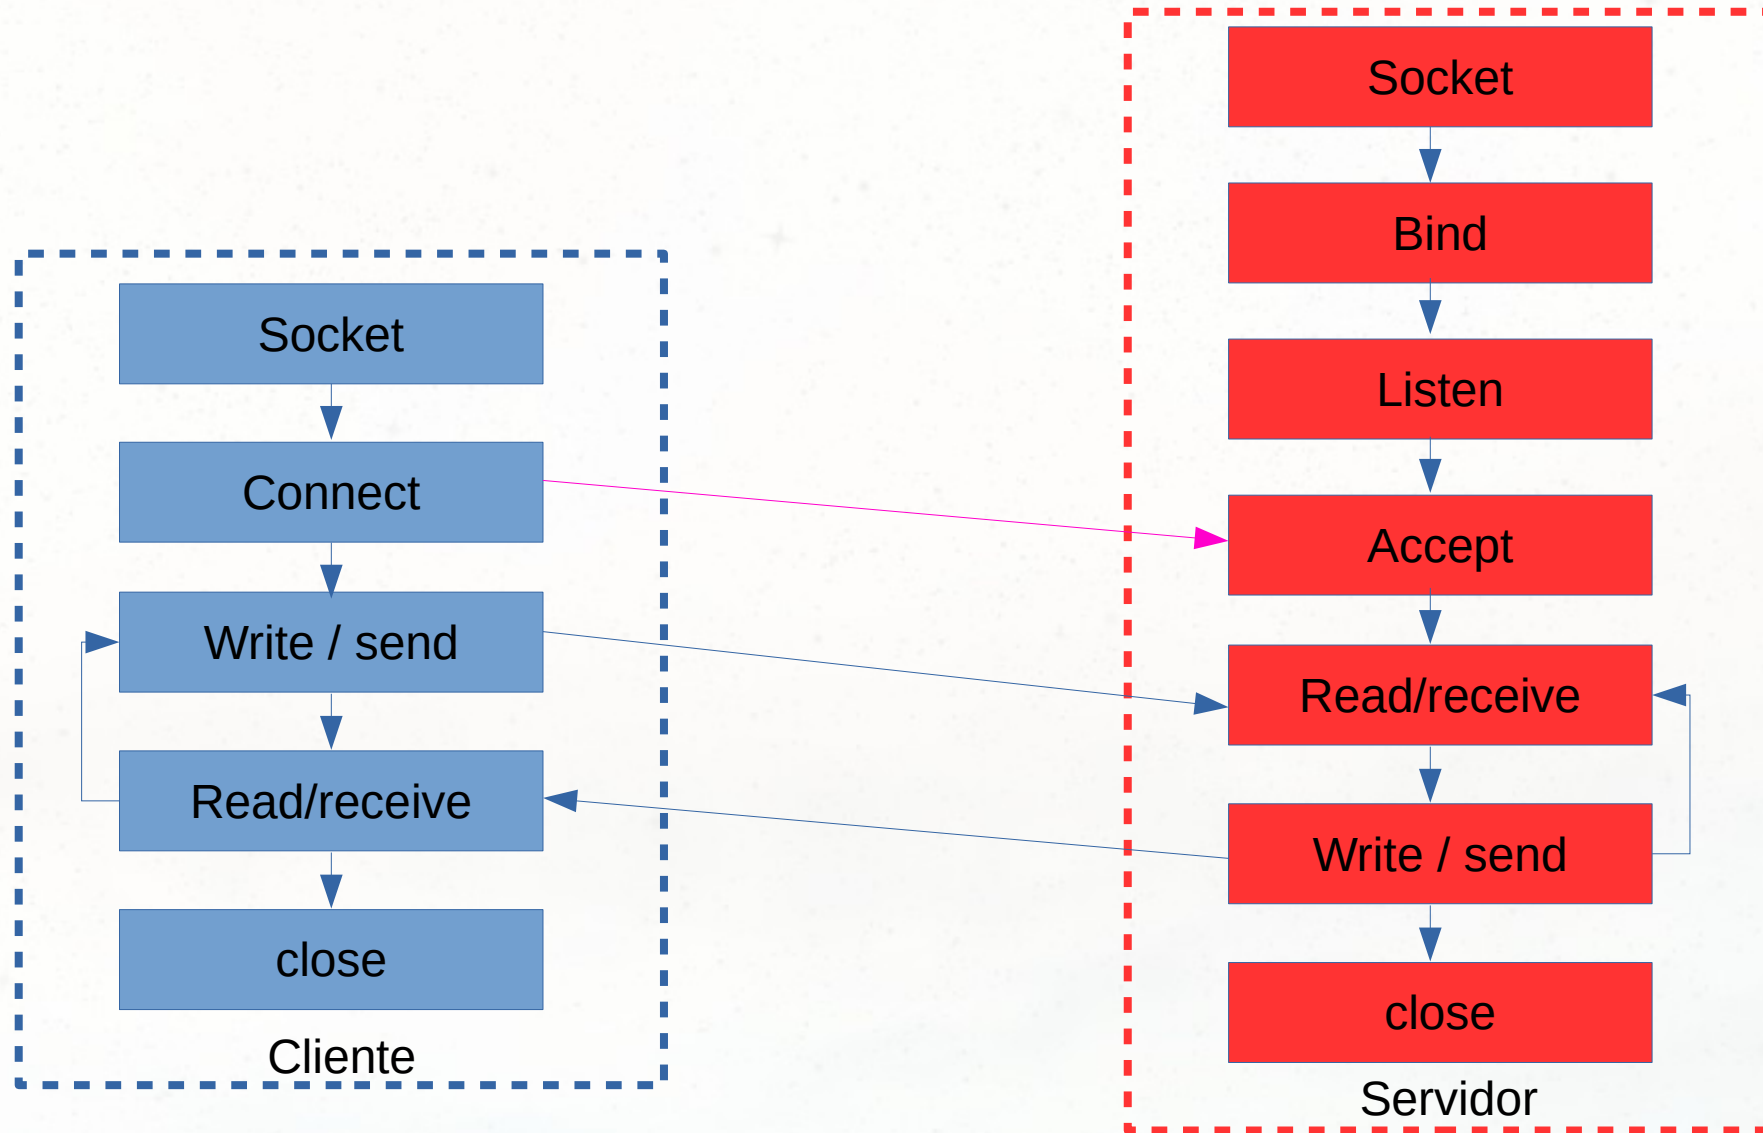 Socket
Connect
Write / send
Read/receive
close
Cliente
Socket
Bind
Listen
Accept
Read/receive
Write / send
close
Servidor